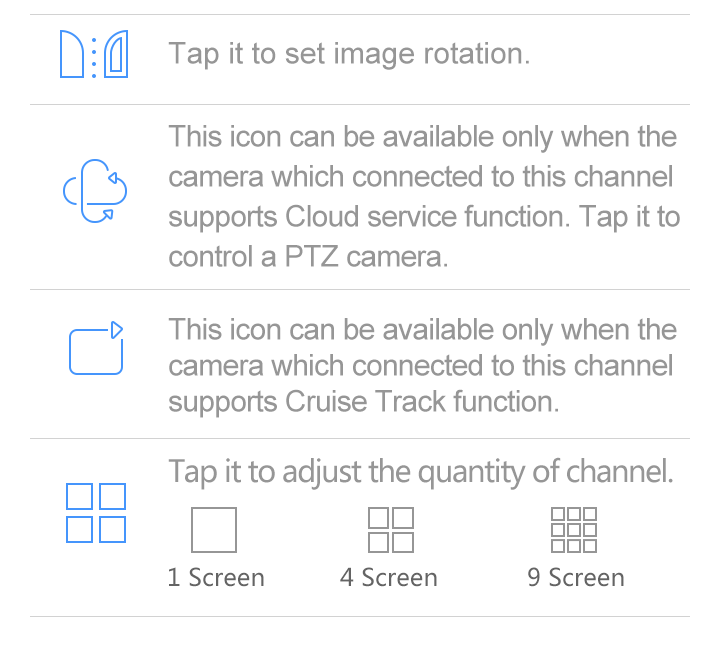 Tap it to set image rotation.
This icon can be available only when the
camera which connected to this channel
supports Cloud service function. Tap it to
control a PTZ camera.
This icon can be available only when the
camera which connected to this channel
supports Cruise Track function.
Tap it to adjust the quantity of channel.
1 Screen 4 Screen 9 Screen